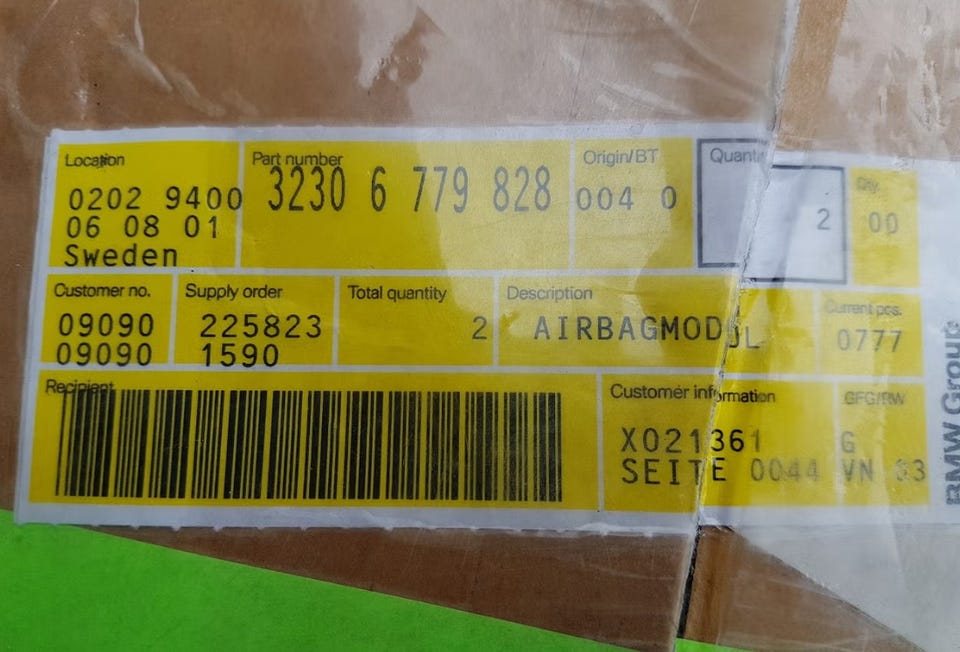 Location
0202 9400
06 08 01
Sweden
Part number
3230 6 779 828
Origin/BT
004 0
2
Qty.
00
Customer no.
09090
09090
Supply order
225823
1590
Total quantity
2
Description
AIRBAGMODUL
Current pos.
0777
Recipient
Customer information
X021361
SEITE 0044
GFG/RW
G
VN
BMW Group